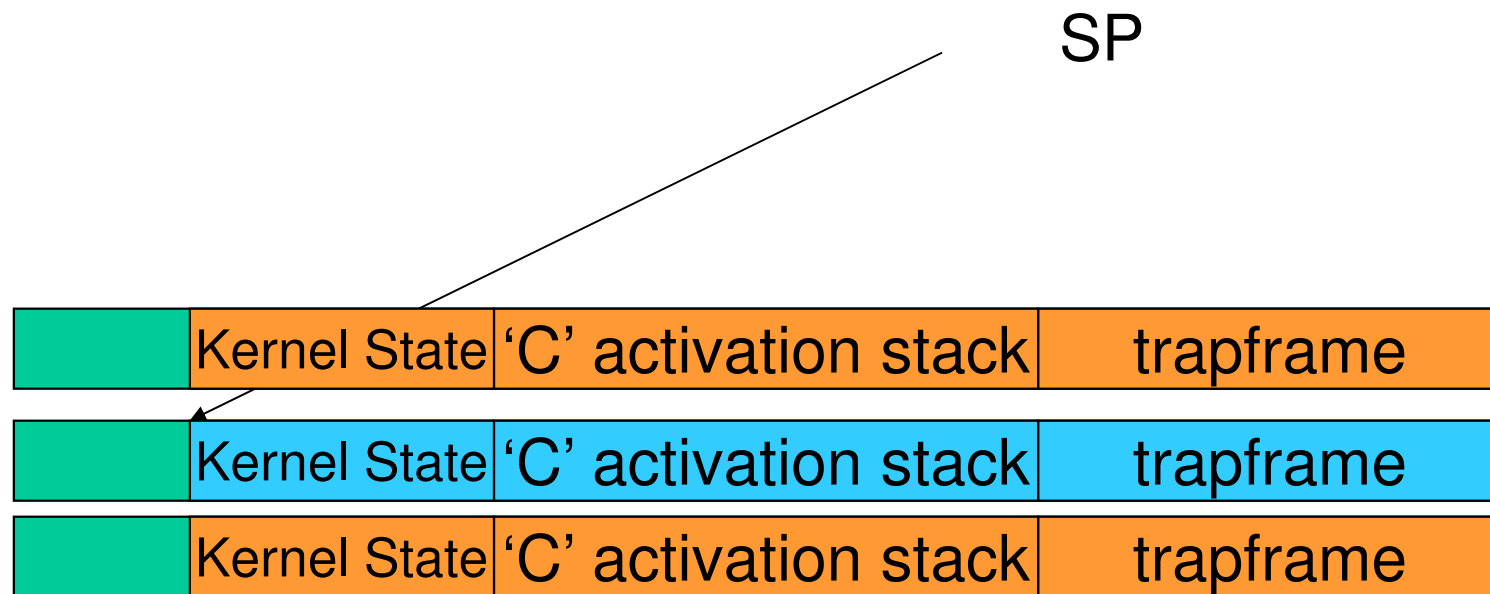 SP
Kernel State ‘C’ activation stack trapframe
Kernel State ‘C’ activation stack trapframe
Kernel State ‘C’ activation stack trapframe